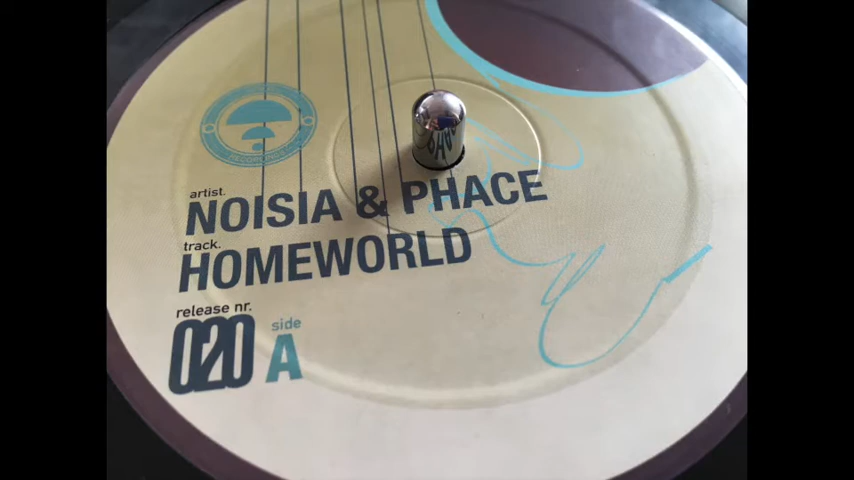 artist.
NOISIA & PHACE
track.
HOMEWORLD
release nr.
020
side
A